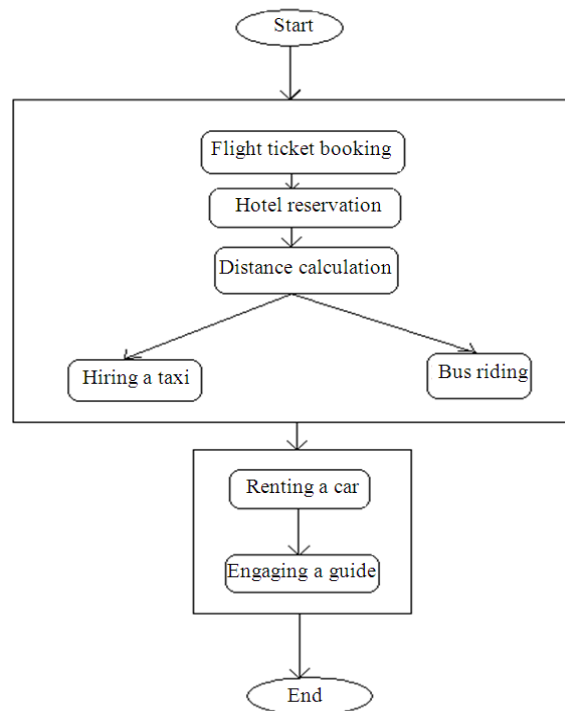 Start
Flight ticket booking
Hotel reservation
Distance calculation
Hiring a taxi
Bus riding
Renting a car
Engaging a guide
End